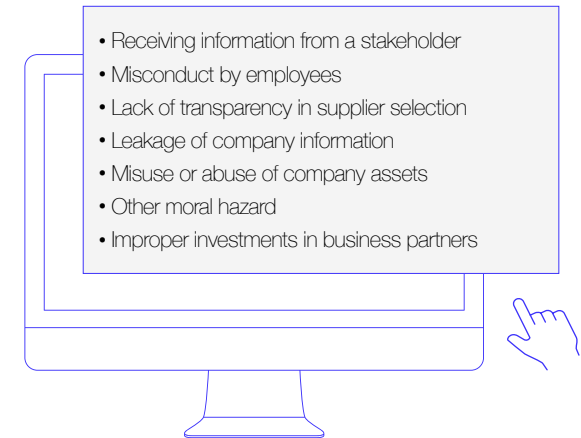 • Receiving information from a stakeholder
• Misconduct by employees
• Lack of transparency in supplier selection
• Leakage of company information
• Misuse or abuse of company assets
• Other moral hazard
• Improper investments in business partners